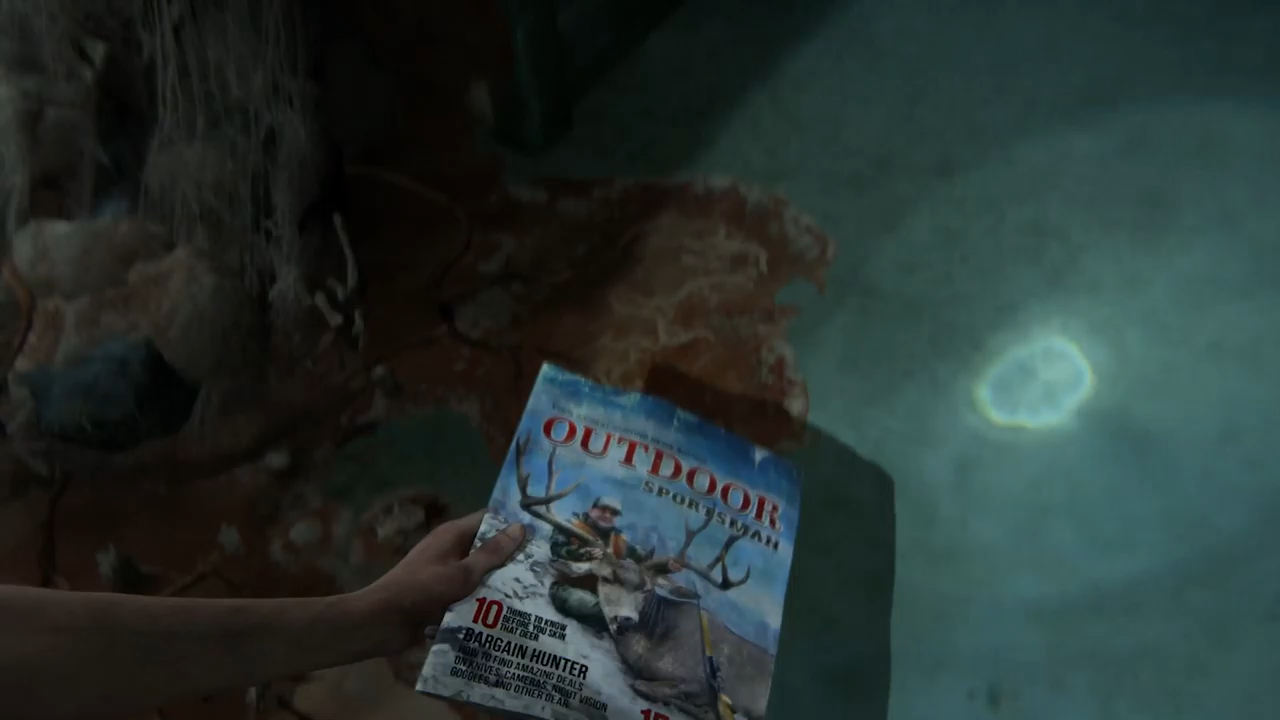 OUTDOOR
SPORTSMAN
10 THINGS TO KNOW
BEFORE YOU SKIN
THAT DEER
BARGAIN HUNTER
HOW TO FIND AMAZING DEALS
ON KNIVES, CAMERAS, NIGHT VISION
GOGGLES, AND OTHER GEAR